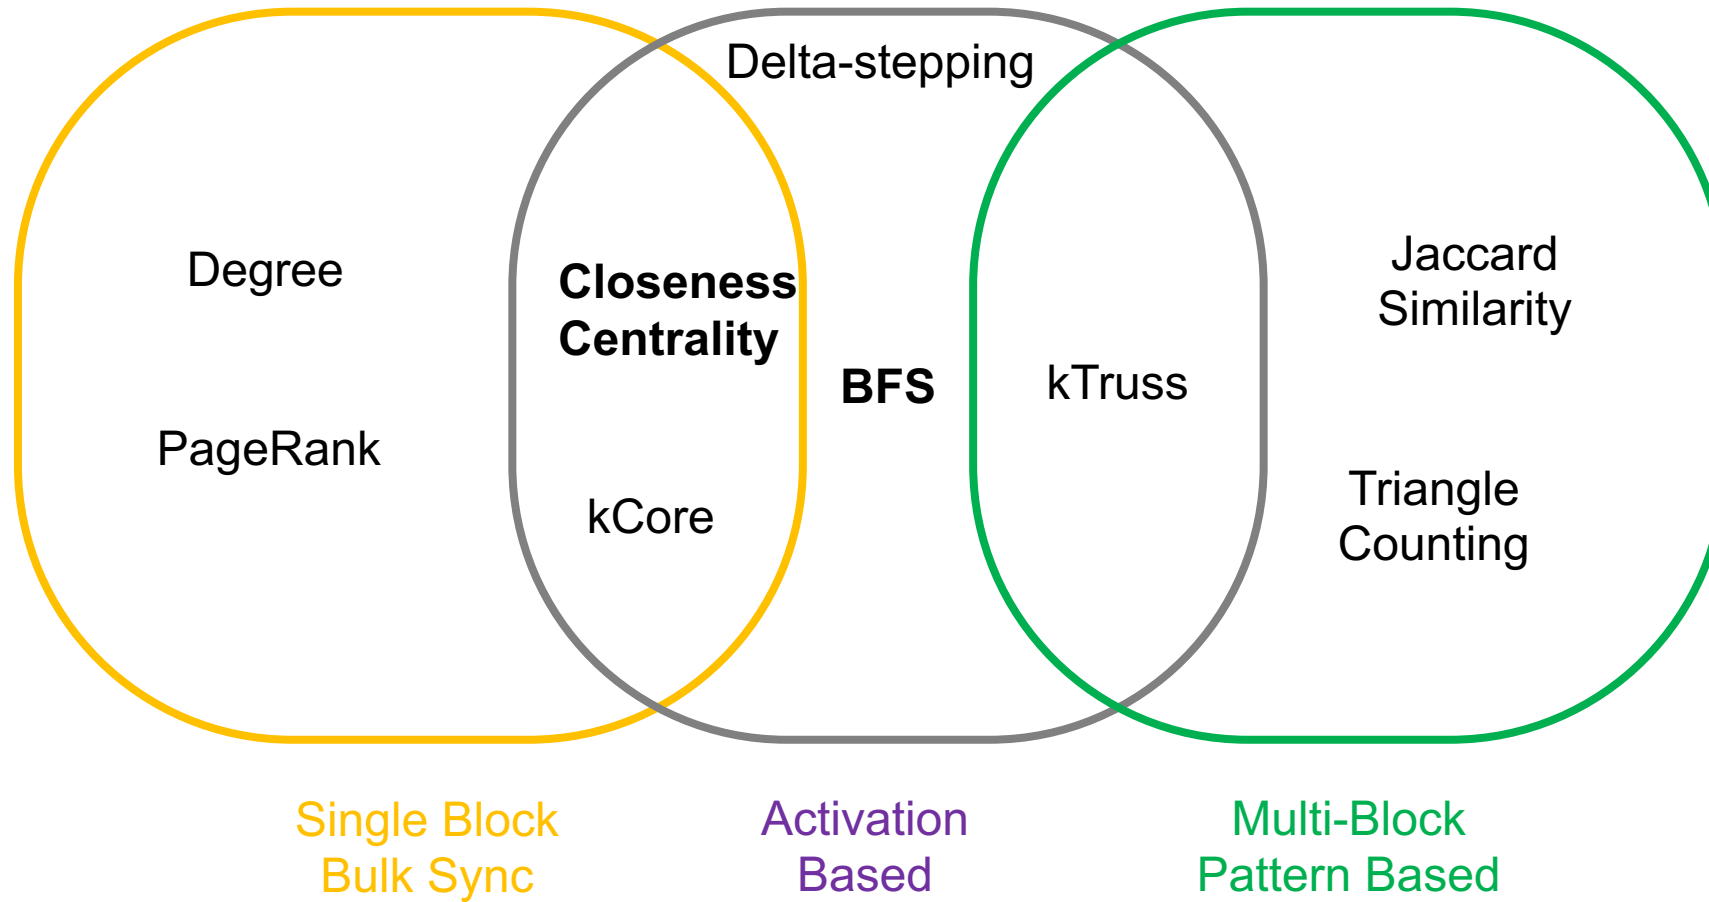 Delta-stepping
Degree
PageRank
Closeness
Centrality
kCore
BFS
kTruss
Jaccard
Similarity
Triangle
Counting
Single Block
Bulk Sync
Activation
Based
Multi-Block
Pattern Based